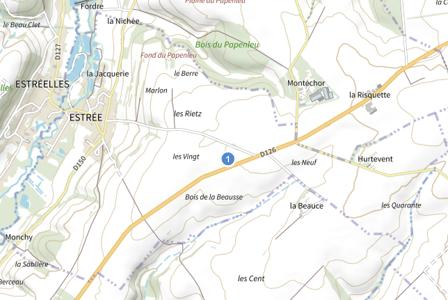 Fordre
Plaine du Papenleu
le Beau Clet
la Nichée
Bois du Papenleu
D127
Fond du Papenleu
la Jacquerie
le Berre
ESTRÉELLES
Montéchor
Marlon
la Risquette
les Rietz
ESTRÉE
D126
les Vingt
1
les Neuf
Hurtevent
D150
Bois de la Beausse
la Beauce
les Quarante
Monchy
la Sablière
les Cent
Berceau